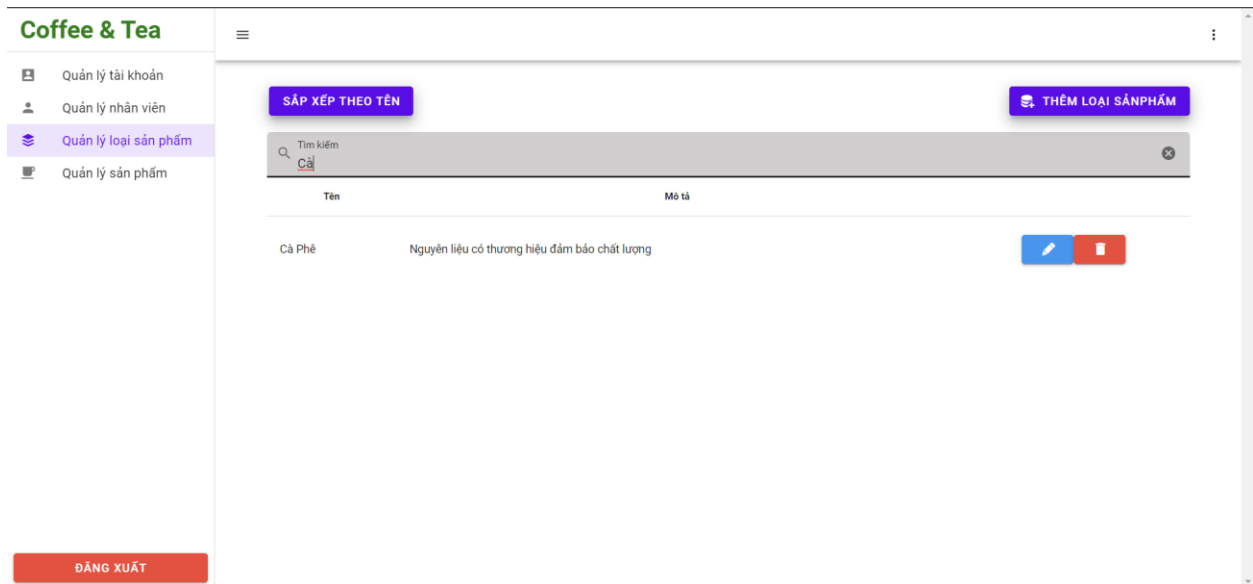 Coffee & Tea
Quản lý tài khoản
Quản lý nhân viên
Quản lý loại sản phẩm
Quản lý sản phẩm
ĐĂNG XUẤT
SẮP XẾP THEO TÊN
THÊM LOẠI SẢNPHẨM
Tìm kiếm
Cà
Tên Mô tả
Cà Phê Nguyên liệu có thương hiệu đảm bảo chất lượng